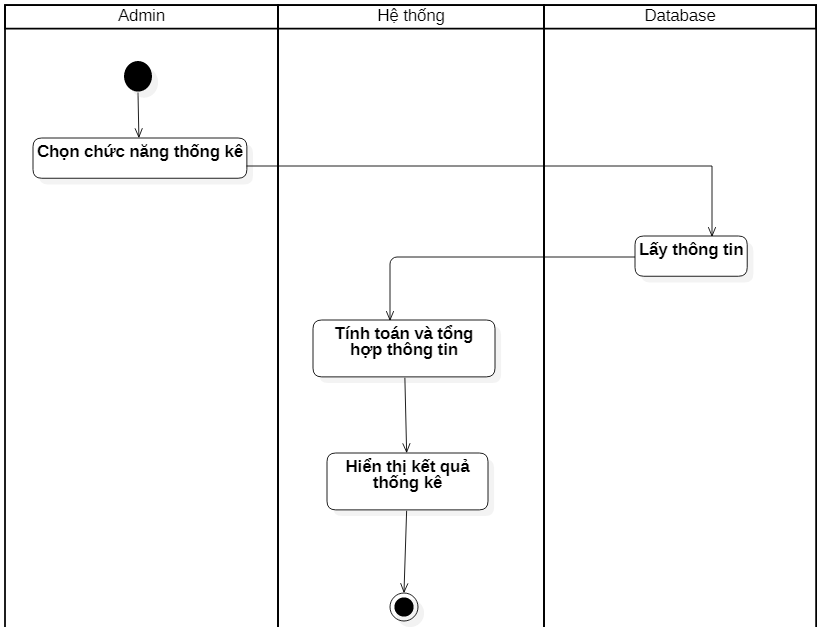 Admin
Hệ thống
Database
Chọn chức năng thống kê
Lấy thông tin
Tính toán và tổng
hợp thông tin
Hiển thị kết quả
thống kê